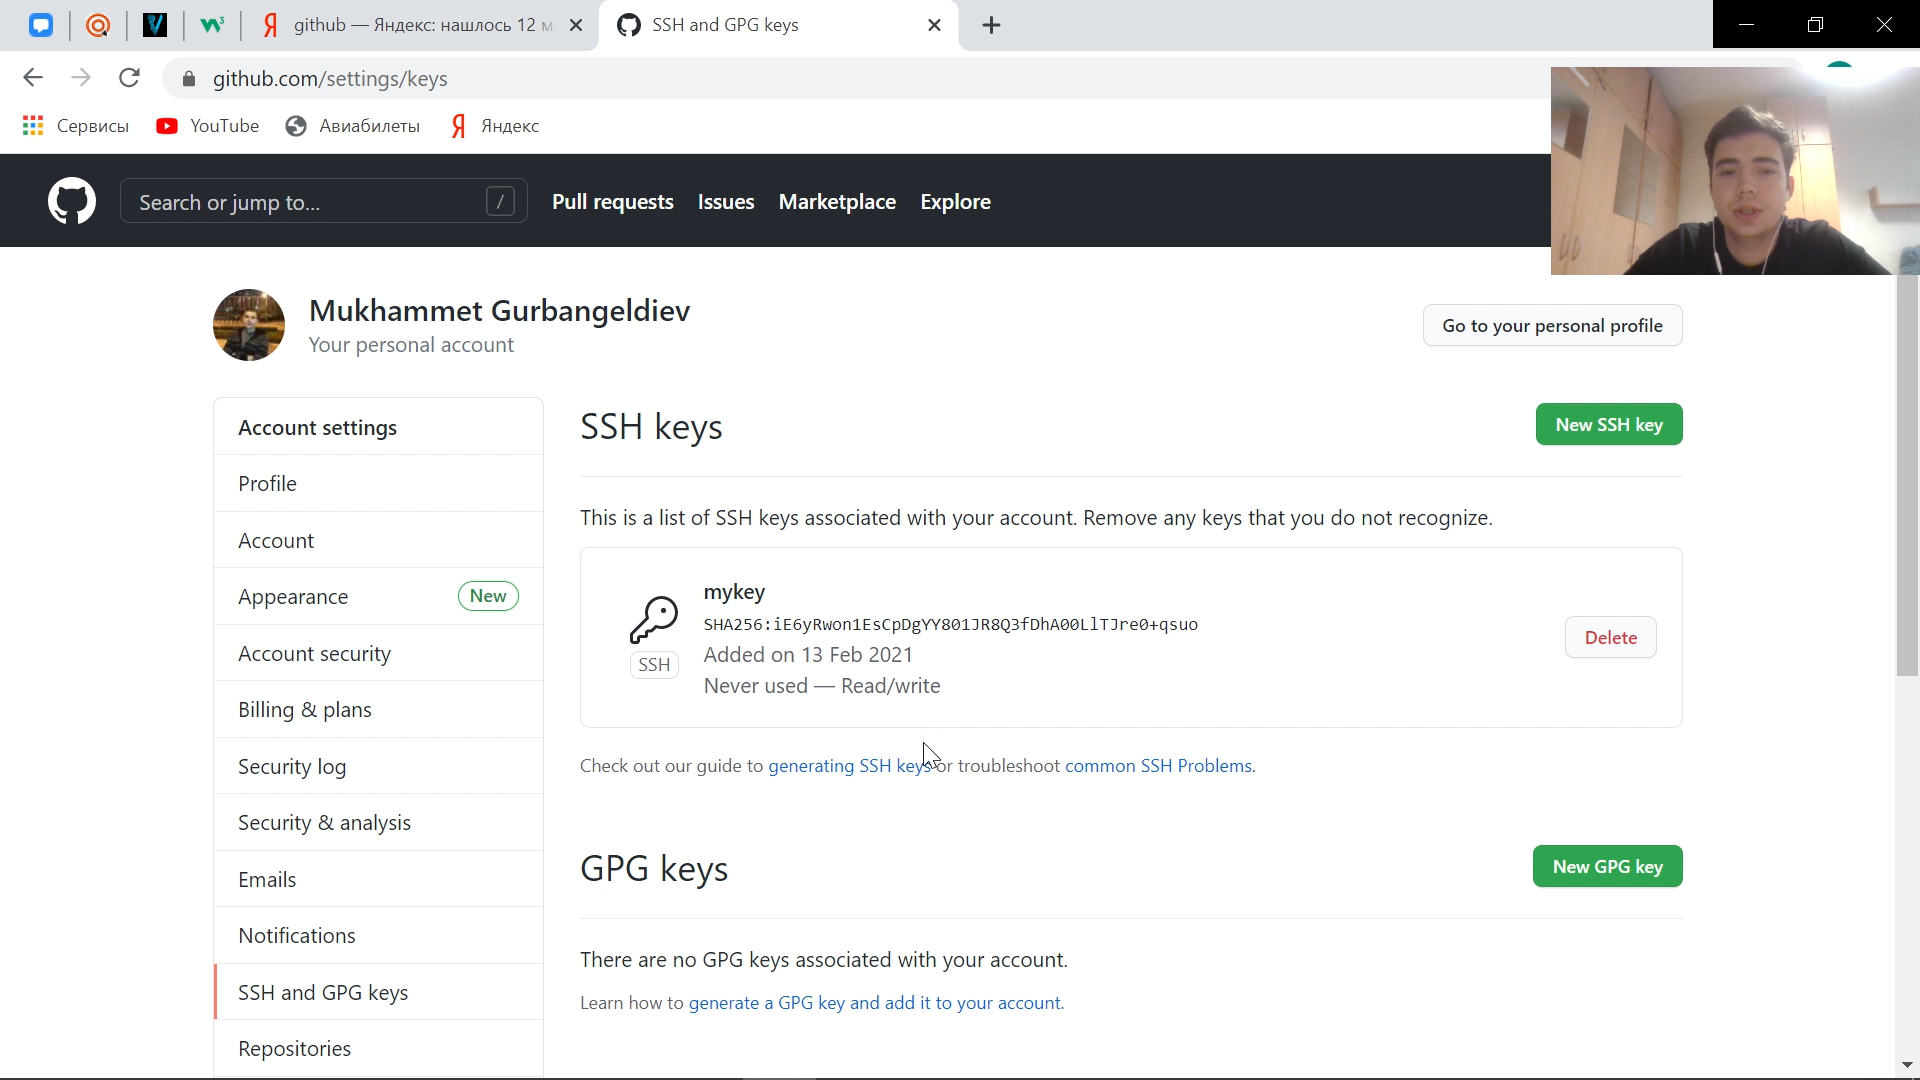 github — Яндекс: нашлось 12 м
SSH and GPG keys
github.com/settings/keys
Сервисы
YouTube
Авиабилеты
Яндекс
Search or jump to...
/
Pull requests
Issues
Marketplace
Explore
Mukhammet Gurbangeldiev
Your personal account
Go to your personal profile
Account settings
Profile
Account
Appearance
New
Account security
Billing & plans
Security log
Security & analysis
Emails
Notifications
SSH and GPG keys
Repositories
SSH keys
New SSH key
This is a list of SSH keys associated with your account. Remove any keys that you do not recognize.
mykey
SHA256:iE6yRwon1EsCpDgYY801JR8Q3fDhA00LlTJre0+qsuo
Added on 13 Feb 2021
Never used — Read/write
SSH
Delete
Check out our guide to generating SSH keys or troubleshoot common SSH Problems.
GPG keys
New GPG key
There are no GPG keys associated with your account.
Learn how to generate a GPG key and add it to your account.